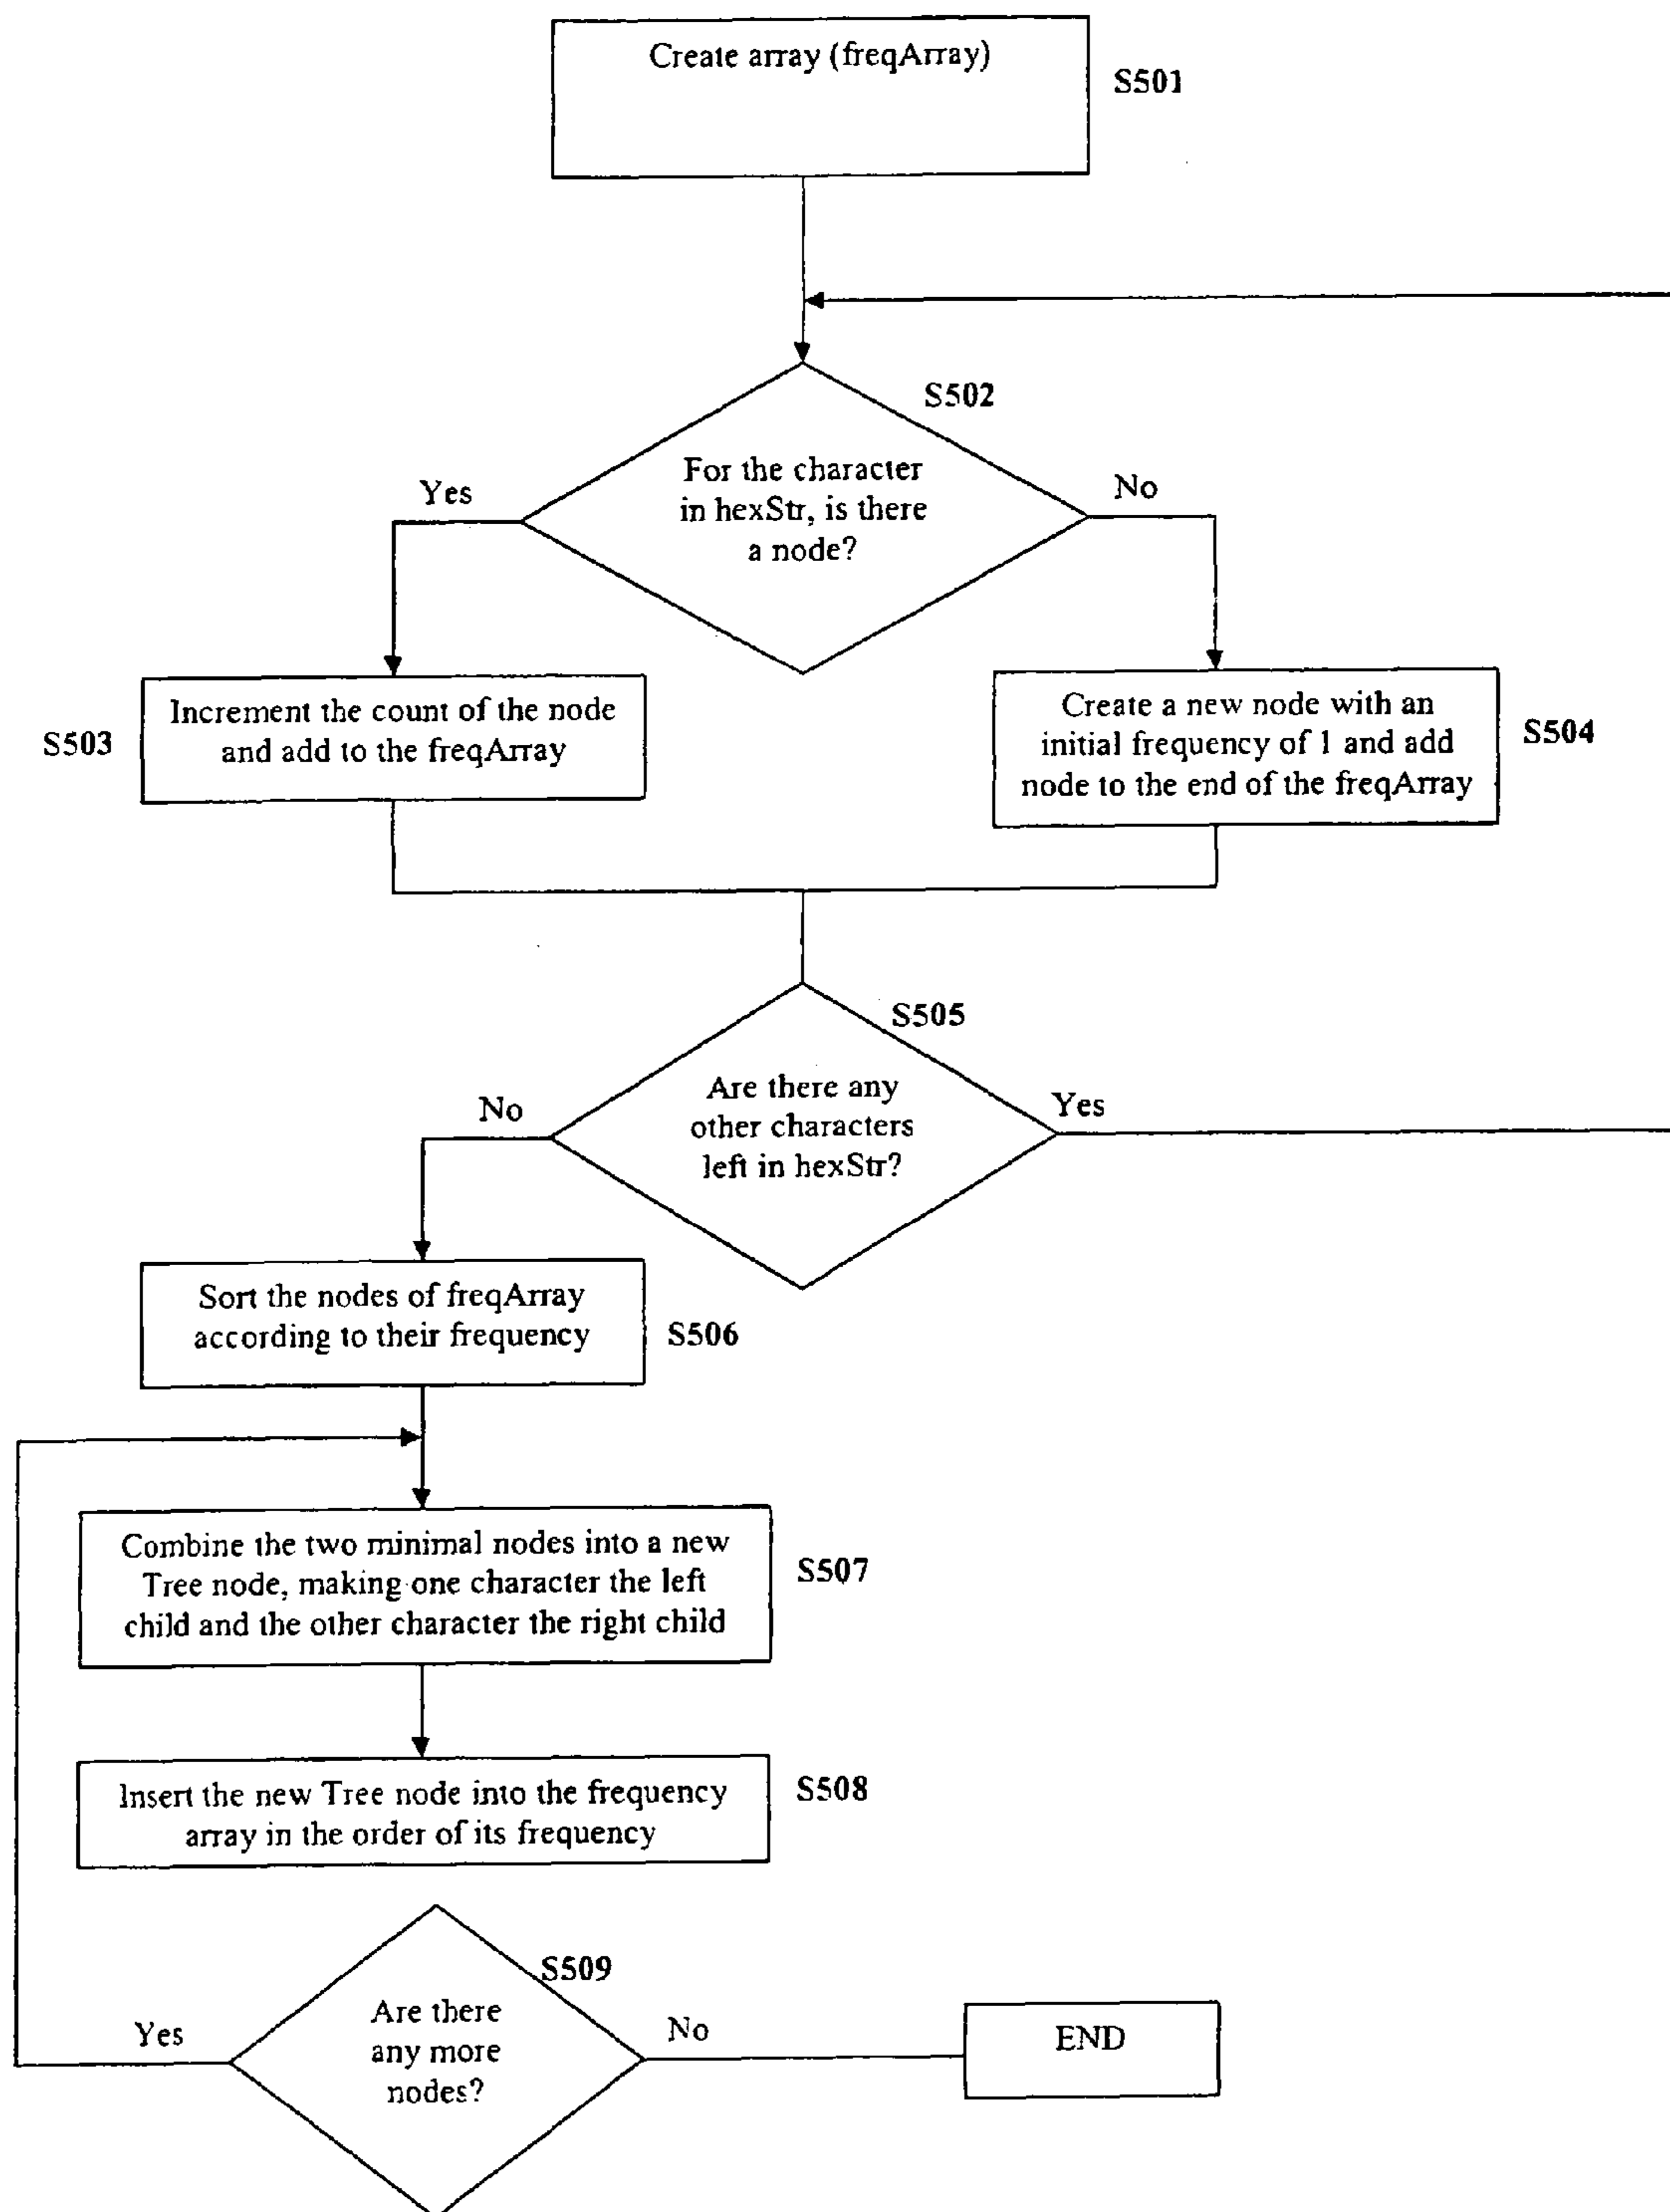 Create array (freqArray)
S501
S502
For the character
in hexStr, is there
a node?
Yes
No
Increment the count of the node
and add to the freqArray
S503
Create a new node with an
initial frequency of 1 and add
node to the end of the freqArray
S504
S505
Are there any
other characters
left in hexStr?
No
Yes
Sort the nodes of freqArray
according to their frequency
S506
Combine the two minimal nodes into a new
Tree node, making one character the left
child and the other character the right child
S507
Insert the new Tree node into the frequency
array in the order of its frequency
S508
S509
Are there
any more
nodes?
Yes
No
END